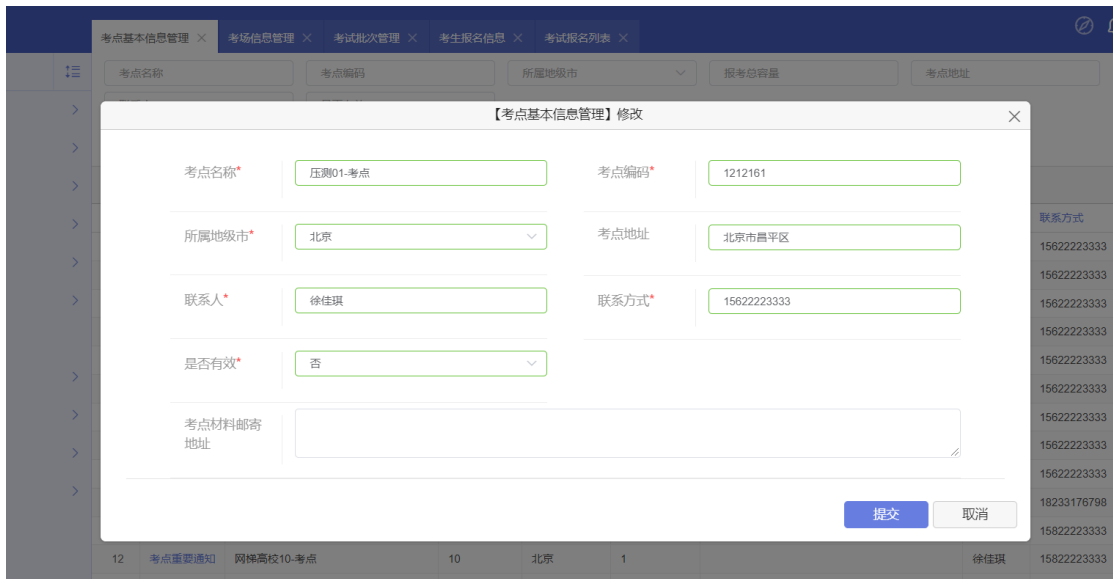 考点基本信息管理 × 考场信息管理 × 考试批次管理 × 考生报名信息 × 考试报名列表 ×
考点名称 考点编码 所属地级市 报考总容量 考点地址
【考点基本信息管理】修改
考点名称* 压测01-考点 考点编码* 1212161
联系方式
所属地级市* 北京 考点地址 北京市昌平区
15622223333
15622223333
联系人* 徐佳琪 联系方式* 15622223333
15622223333
15622223333
是否有效* 否
15622223333
15622223333
15622223333
考点材料邮寄
地址
15622223333
15622223333
18233176798
提交 取消
15822223333
12 考点重要通知 网梯高校10-考点 10 北京 1 徐佳琪 15822223333